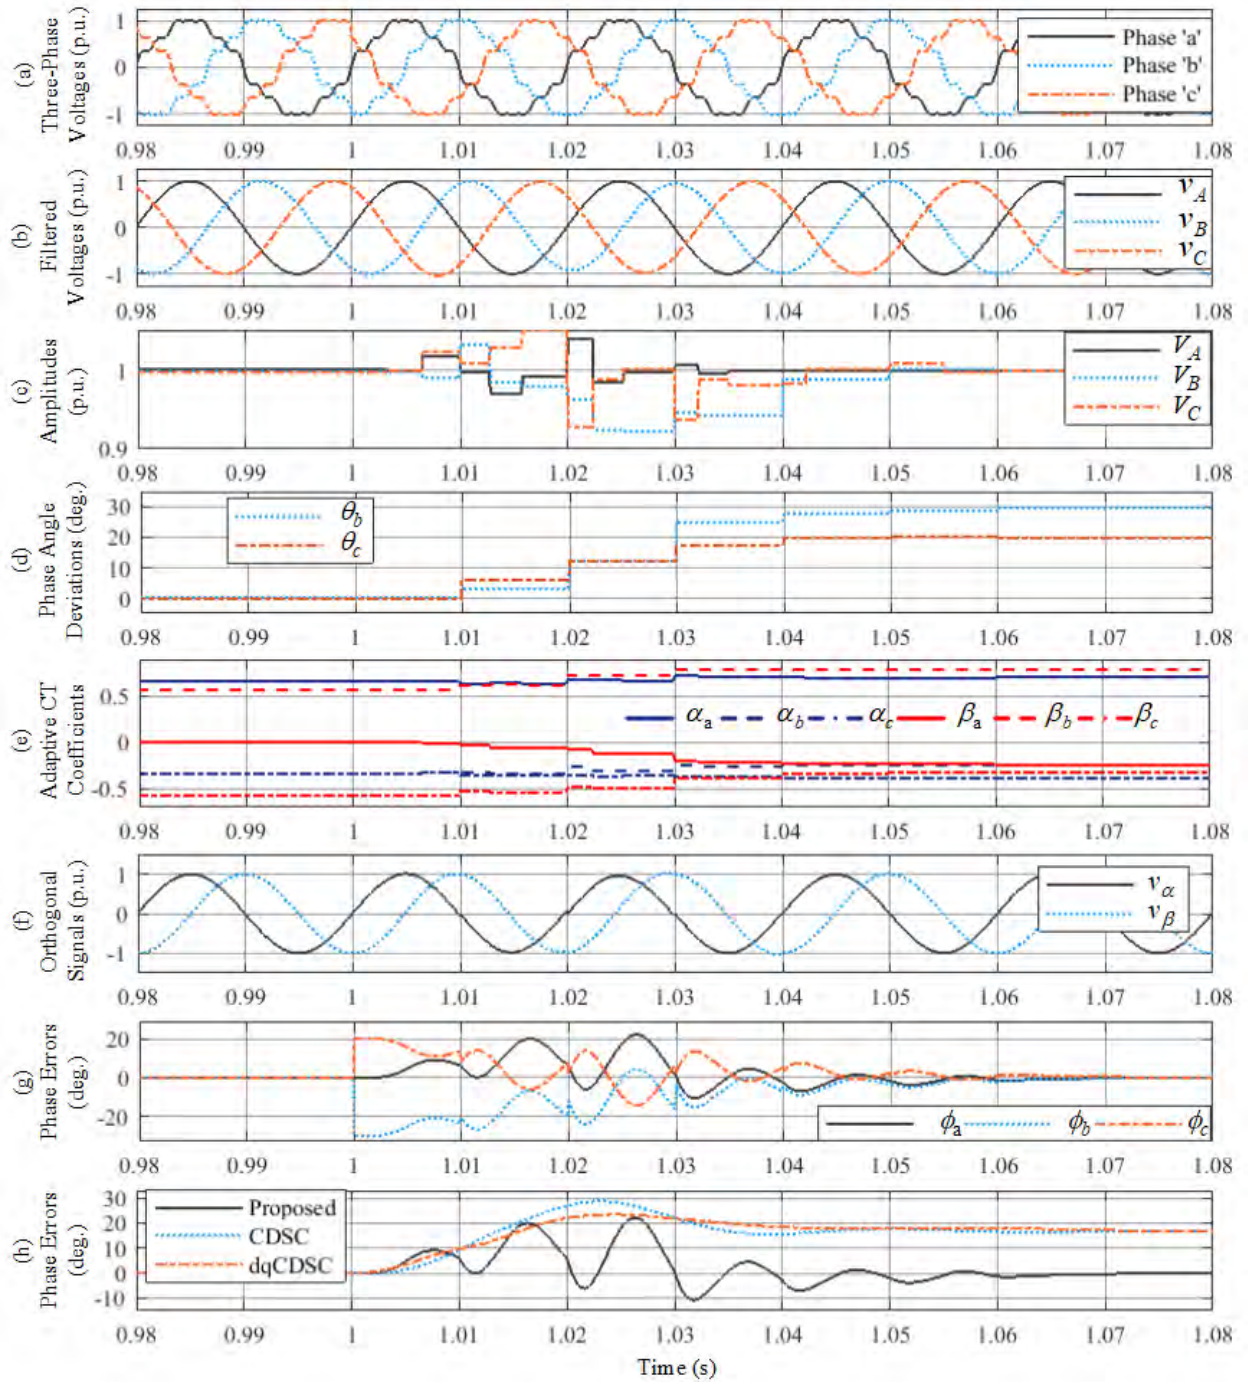 (a)
Three-Phase
Voltages (p.u.)
1
0
-1
Phase 'a'
Phase 'b'
Phase 'c'
0.98 0.99 1 1.01 1.02 1.03 1.04 1.05 1.06 1.07 1.08
(b)
Filtered
Voltages (p.u.)
1
0
-1
v_A
v_B
v_C
0.98 0.99 1 1.01 1.02 1.03 1.04 1.05 1.06 1.07 1.08
(c)
Amplitudes
(p.u.)
1
0.9
V_A
V_B
V_C
0.98 0.99 1 1.01 1.02 1.03 1.04 1.05 1.06 1.07 1.08
(d)
Phase Angle
Deviations (deg.)
30
20
10
0
θ_b
θ_c
0.98 0.99 1 1.01 1.02 1.03 1.04 1.05 1.06 1.07 1.08
(e)
Adaptive CT
Coefficients
0.5
0
-0.5
α_a α_b α_c β_a β_b β_c
0.98 0.99 1 1.01 1.02 1.03 1.04 1.05 1.06 1.07 1.08
(f)
Orthogonal
Signals (p.u.)
1
0
-1
v_α
v_β
0.98 0.99 1 1.01 1.02 1.03 1.04 1.05 1.06 1.07 1.08
(g)
Phase Errors
(deg.)
20
0
-20
ϕ_a ϕ_b ϕ_c
0.98 0.99 1 1.01 1.02 1.03 1.04 1.05 1.06 1.07 1.08
(h)
Phase Errors
(deg.)
30
20
10
0
-10
Proposed
CDSC
dqCDSC
0.98 0.99 1 1.01 1.02 1.03 1.04 1.05 1.06 1.07 1.08
Time (s)